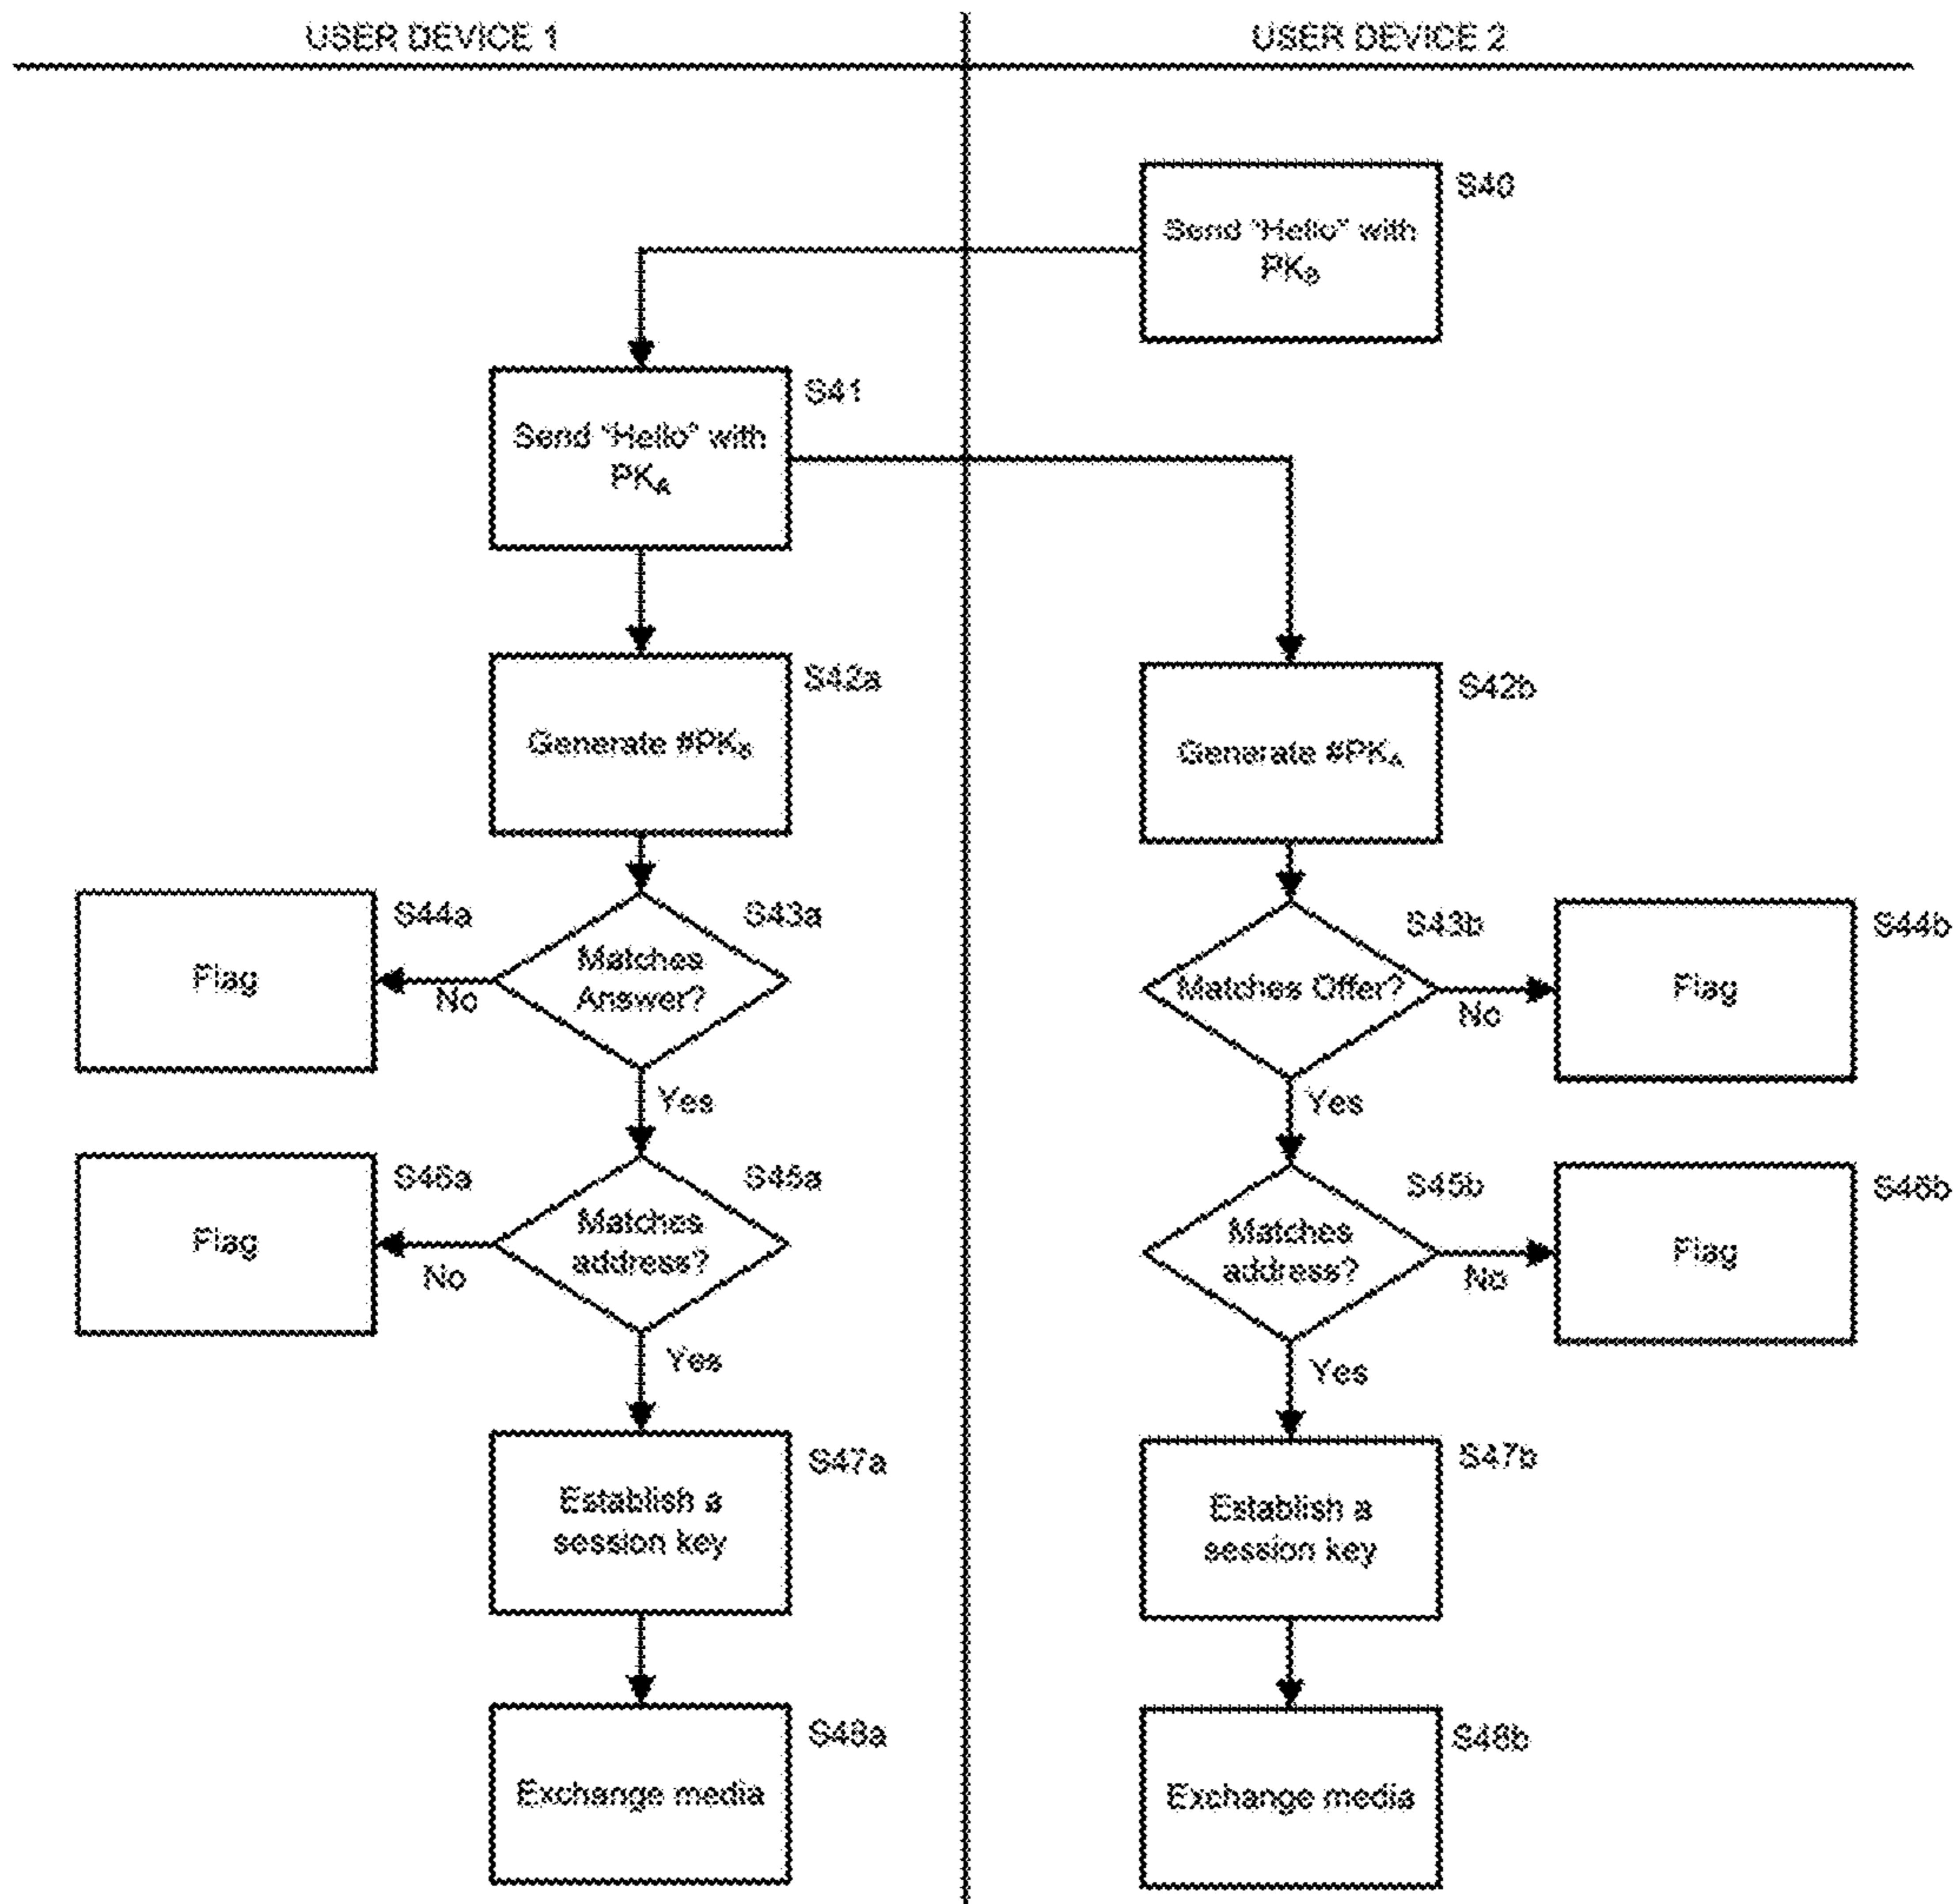 USER DEVICE 1
USER DEVICE 2
S40
Send "Hello" with
PKB
S41
Send "Hello" with
PKA
S42a
Generate #PKB
S42b
Generate #PKA
S44a
Flag
S43a
Matches
Answer?
No
Yes
S43b
Matches Offer?
No
Yes
S44b
Flag
S46a
Flag
S45a
Matches
address?
No
Yes
S45b
Matches
address?
No
Yes
S46b
Flag
S47a
Establish a
session key
S47b
Establish a
session key
S48a
Exchange media
S48b
Exchange media